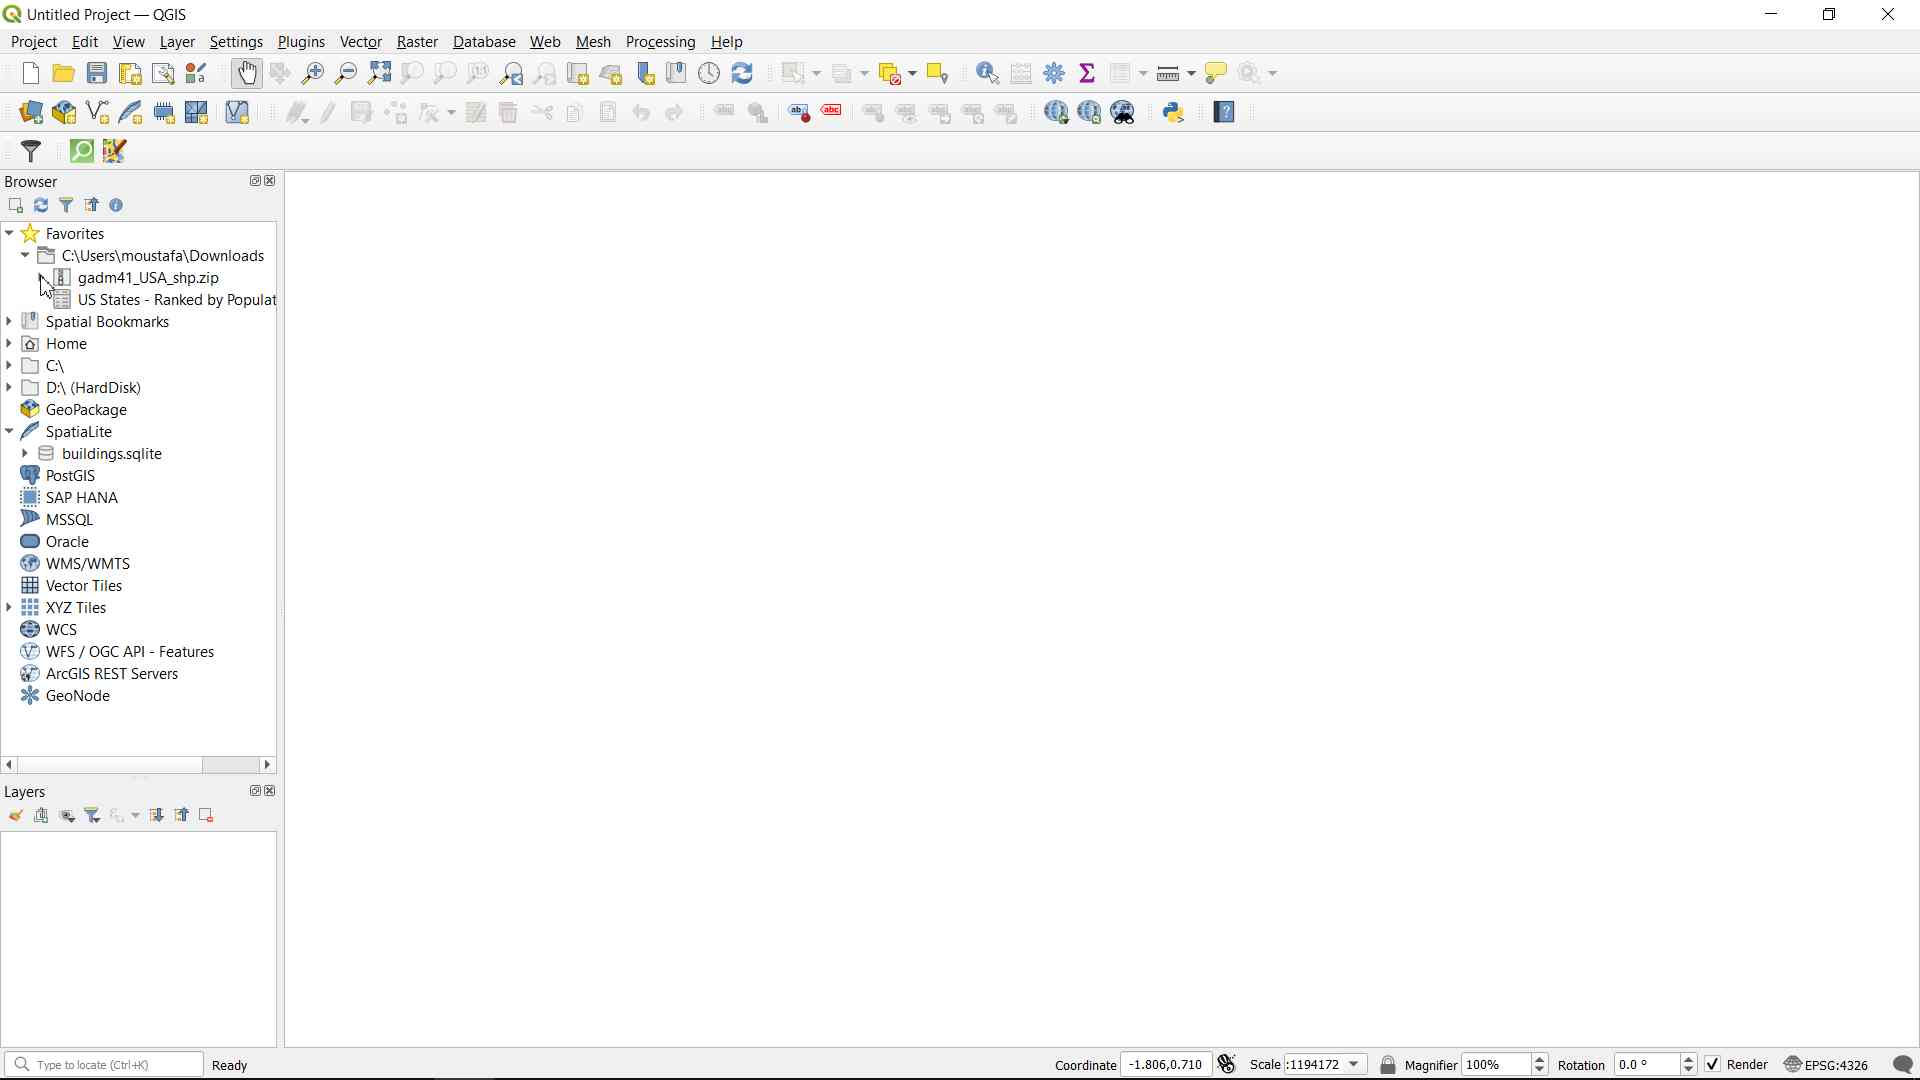 Untitled Project — QGIS
Project Edit View Layer Settings Plugins Vector Raster Database Web Mesh Processing Help
Browser
Favorites
C:\Users\moustafa\Downloads
gadm41_USA_shp.zip
US States - Ranked by Populat
Spatial Bookmarks
Home
C:\
D:\ (HardDisk)
GeoPackage
SpatiaLite
buildings.sqlite
PostGIS
SAP HANA
MSSQL
Oracle
WMS/WMTS
Vector Tiles
XYZ Tiles
WCS
WFS / OGC API - Features
ArcGIS REST Servers
GeoNode
Layers
Type to locate (Ctrl+K) Ready Coordinate -1.806,0.710 Scale :1194172 Magnifier 100% Rotation 0.0 ° Render EPSG:4326